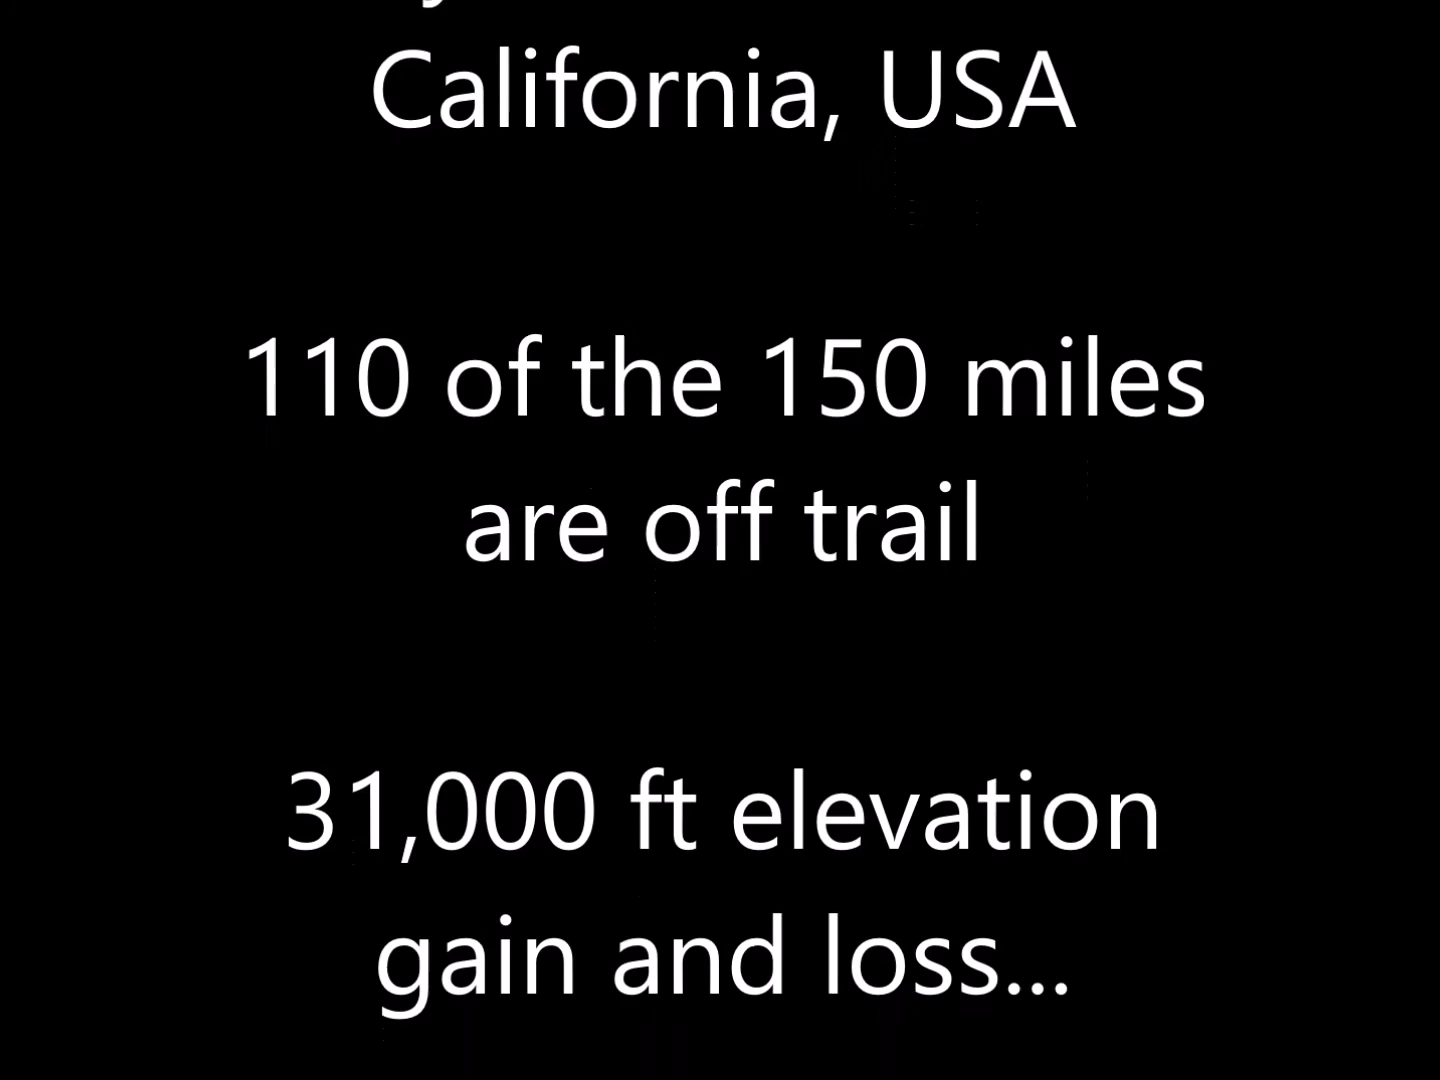 California, USA
110 of the 150 miles
are off trail
31,000 ft elevation
gain and loss...